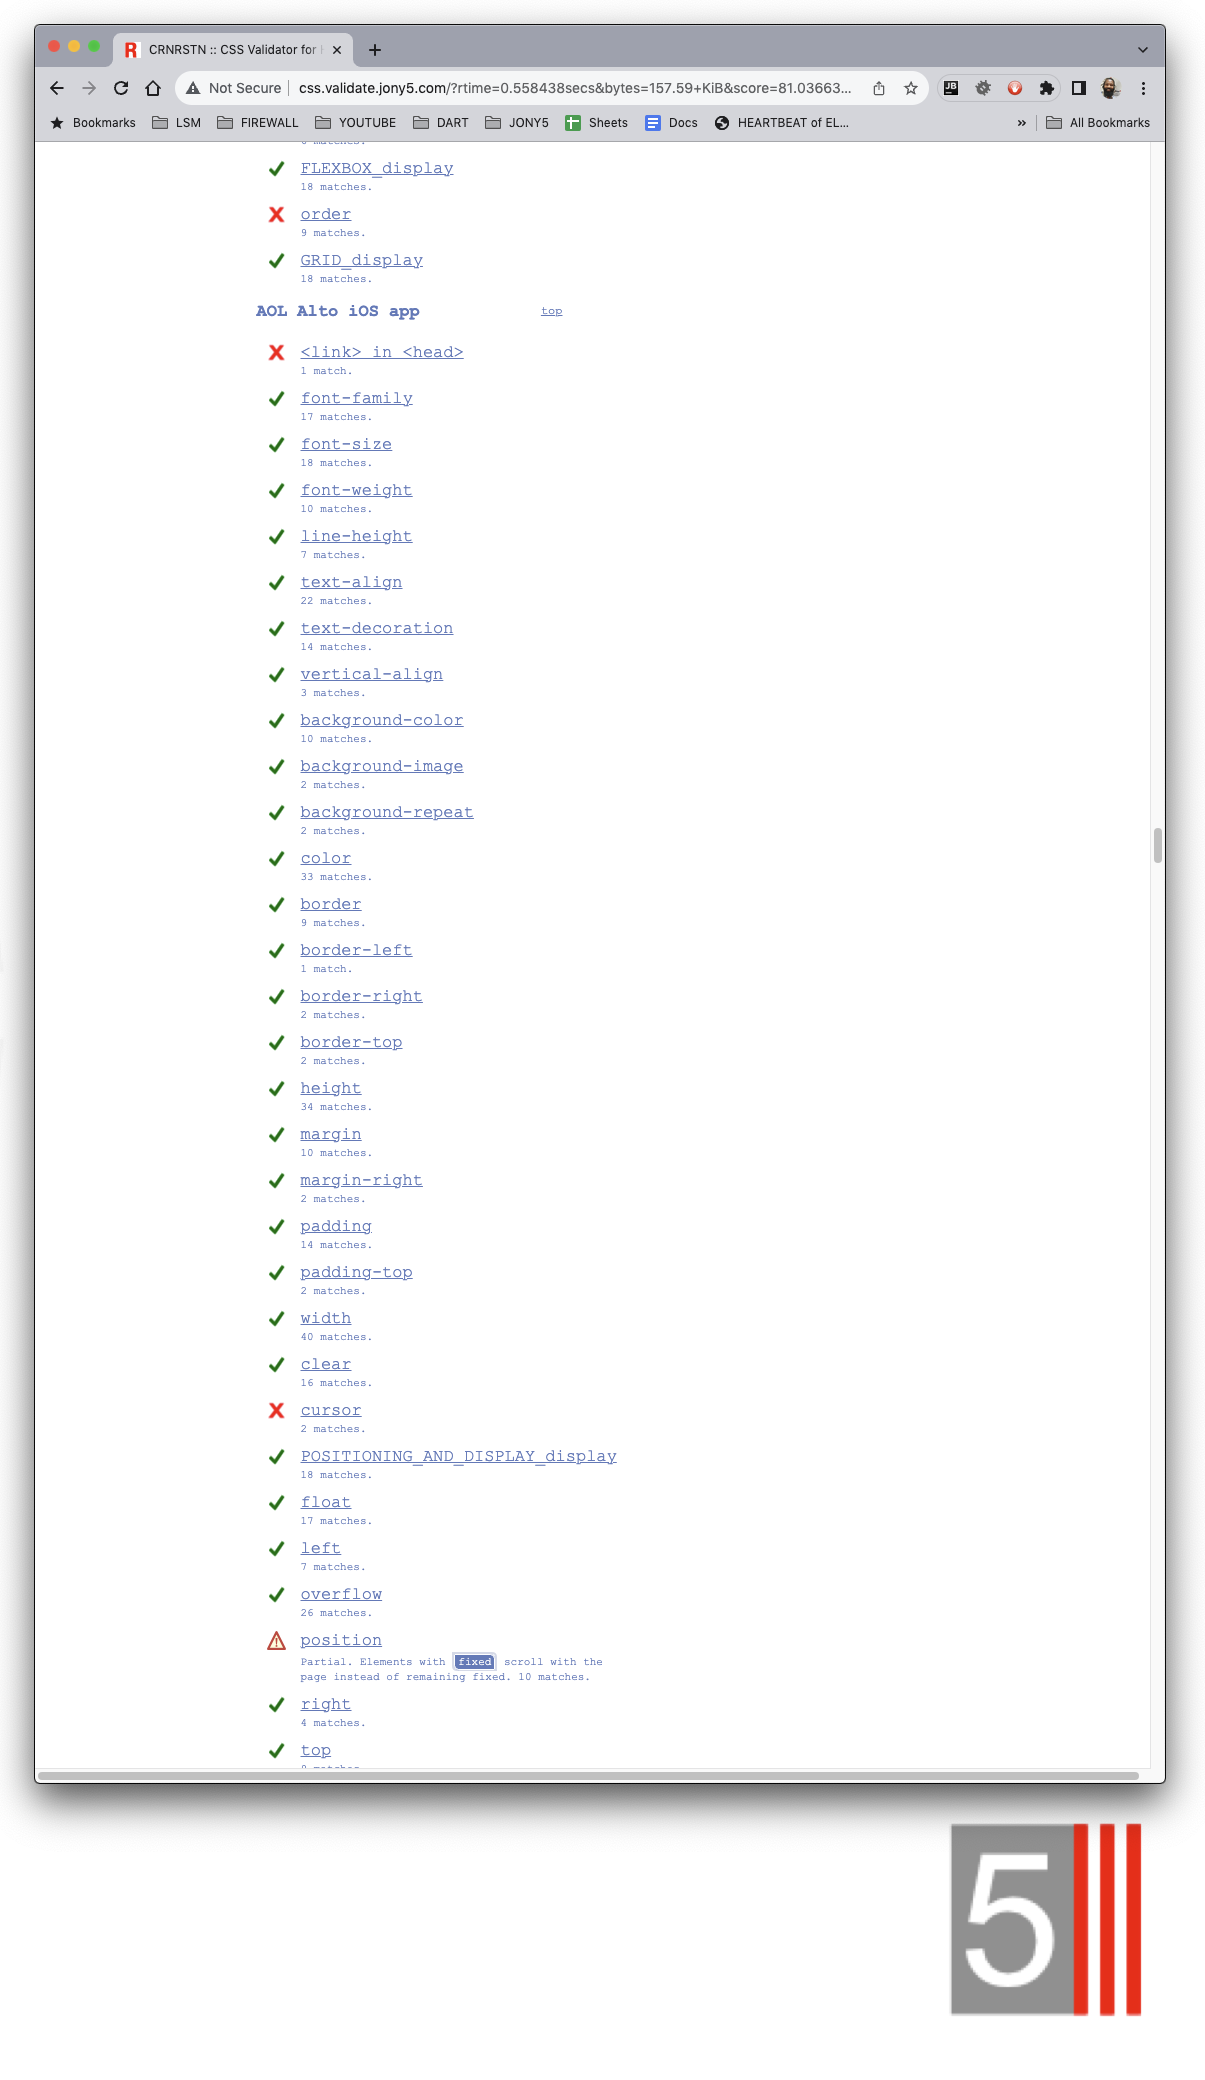 CRNRSTN :: CSS Validator for
Not Secure
css.validate.jony5.com/?rtime=0.558438secs&bytes=157.59+KiB&score=81.03663...
Bookmarks
LSM
FIREWALL
YOUTUBE
DART
JONY5
Sheets
Docs
HEARTBEAT of EL...
»
All Bookmarks
FLEXBOX_display
18 matches.
order
9 matches.
GRID_display
18 matches.
AOL Alto iOS app
top
<link> in <head>
1 match.
font-family
17 matches.
font-size
18 matches.
font-weight
10 matches.
line-height
7 matches.
text-align
22 matches.
text-decoration
14 matches.
vertical-align
3 matches.
background-color
10 matches.
background-image
2 matches.
background-repeat
2 matches.
color
33 matches.
border
9 matches.
border-left
1 match.
border-right
2 matches.
border-top
2 matches.
height
34 matches.
margin
10 matches.
margin-right
2 matches.
padding
14 matches.
padding-top
2 matches.
width
40 matches.
clear
16 matches.
cursor
2 matches.
POSITIONING_AND_DISPLAY_display
18 matches.
float
17 matches.
left
7 matches.
overflow
26 matches.
position
Partial. Elements with fixed scroll with the
page instead of remaining fixed. 10 matches.
right
4 matches.
top
5